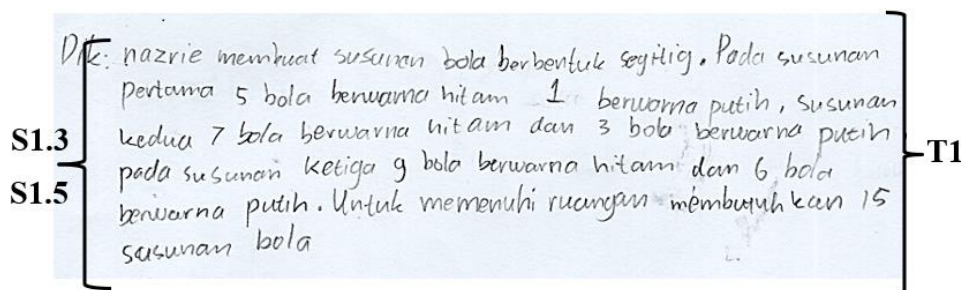 Dik: nazrie membuat susunan bola berbentuk segitig. Pada susunan
pertama 5 bola berwarna hitam 1 berwarna putih, susunan
S1.3 kedua 7 bola berwarna hitam dan 3 bola berwarna putih T1
pada susunan ketiga 9 bola berwarna hitam dan 6 bola
S1.5 berwarna putih. Untuk memenuhi ruangan membutuhkan 15
susunan bola